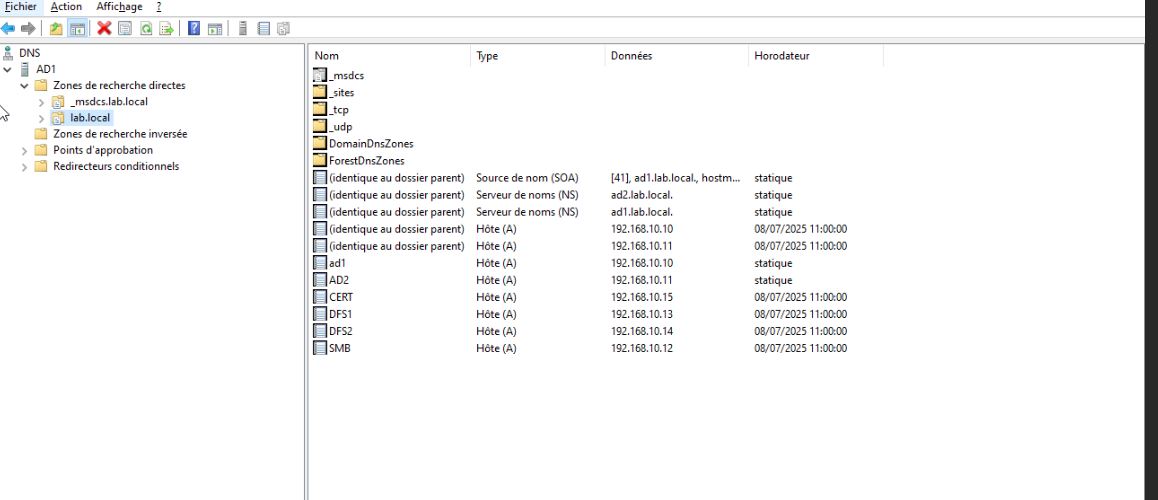 Fichier Action Affichage ?
DNS
AD1
Zones de recherche directes
_msdcs.lab.local
lab.local
Zones de recherche inversée
Points d'approbation
Redirecteurs conditionnels
Nom Type Données Horodateur
_msdcs
_sites
_tcp
_udp
DomainDnsZones
ForestDnsZones
(identique au dossier parent) Source de nom (SOA) [41], ad1.lab.local., hostm... statique
(identique au dossier parent) Serveur de noms (NS) ad2.lab.local. statique
(identique au dossier parent) Serveur de noms (NS) ad1.lab.local. statique
(identique au dossier parent) Hôte (A) 192.168.10.10 08/07/2025 11:00:00
(identique au dossier parent) Hôte (A) 192.168.10.11 08/07/2025 11:00:00
ad1 Hôte (A) 192.168.10.10 statique
AD2 Hôte (A) 192.168.10.11 statique
CERT Hôte (A) 192.168.10.15 08/07/2025 11:00:00
DFS1 Hôte (A) 192.168.10.13 08/07/2025 11:00:00
DFS2 Hôte (A) 192.168.10.14 08/07/2025 11:00:00
SMB Hôte (A) 192.168.10.12 08/07/2025 11:00:00